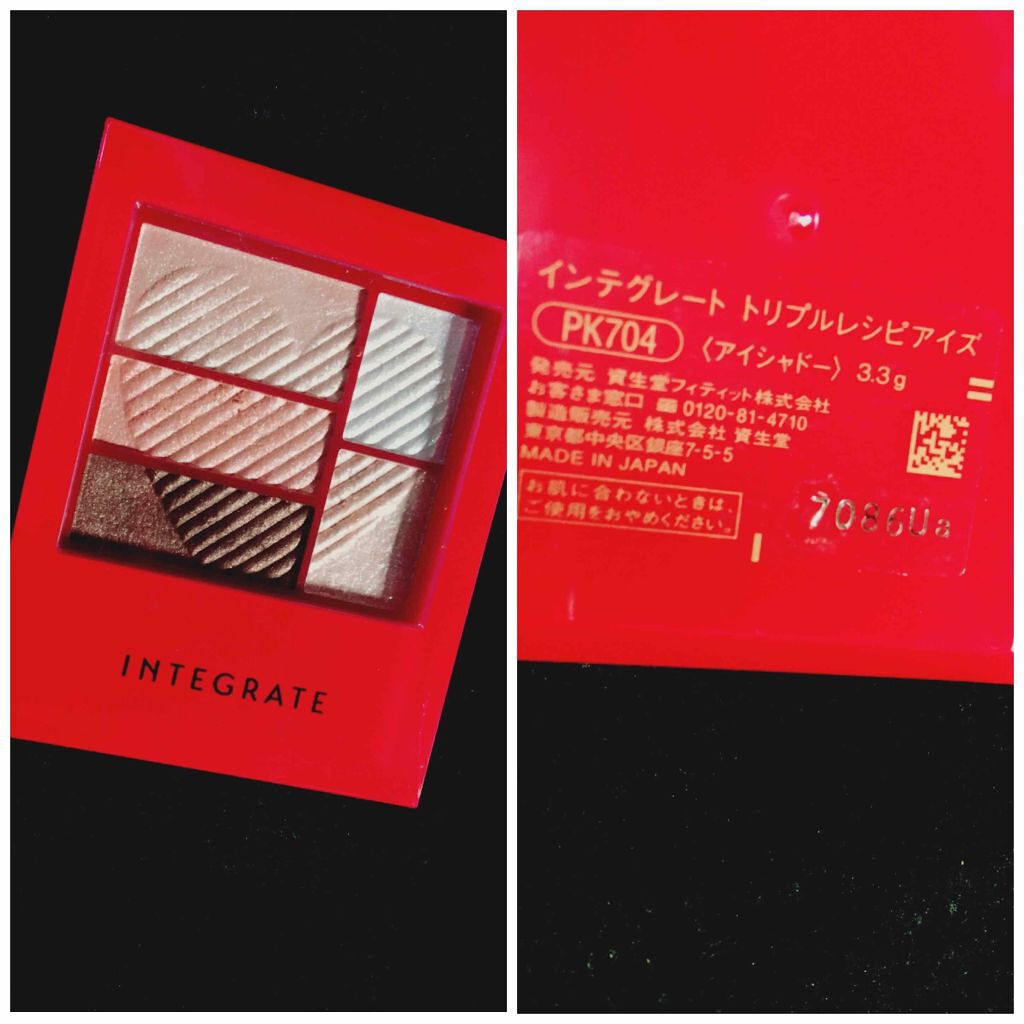 INTEGRATE
インテグレート トリプルレシピアイズ
PK704 〈アイシャドー〉 3.3g
発売元 資生堂フィティット株式会社
お客さま窓口 0120-81-4710
製造販売元 株式会社 資生堂
東京都中央区銀座7-5-5
MADE IN JAPAN
お肌に合わないときは、
ご使用をおやめください。
7086Ua